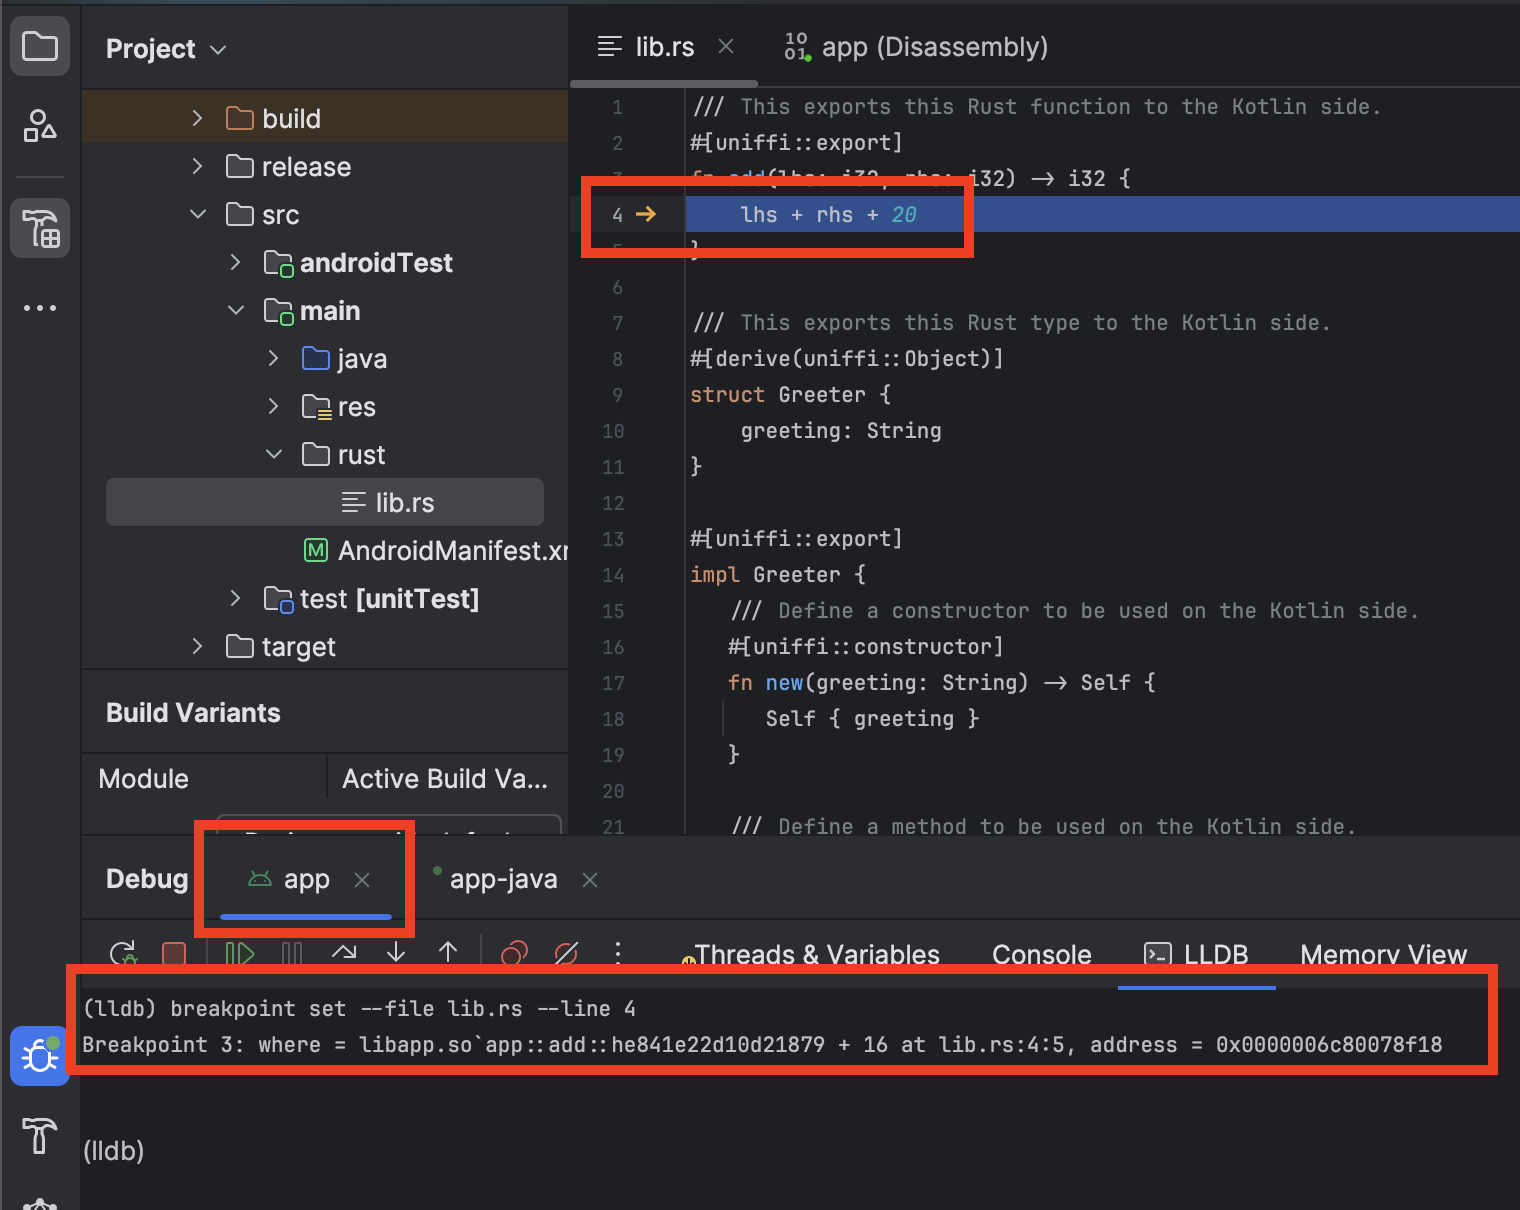 Project
build
release
src
androidTest
main
java
res
rust
lib.rs
AndroidManifest.xr
test [unitTest]
target
Build Variants
Module
Active Build Va...
lib.rs
app (Disassembly)
1 /// This exports this Rust function to the Kotlin side.
2 #[uniffi::export]
3 fn add(lhs: i32, rhs: i32) -> i32 {
4 lhs + rhs + 20
5 }
6
7 /// This exports this Rust type to the Kotlin side.
8 #[derive(uniffi::Object)]
9 struct Greeter {
10 greeting: String
11 }
12
13 #[uniffi::export]
14 impl Greeter {
15 /// Define a constructor to be used on the Kotlin side.
16 #[uniffi::constructor]
17 fn new(greeting: String) -> Self {
18 Self { greeting }
19 }
20
21 /// Define a method to be used on the Kotlin side.
Debug
app
app-java
Threads & Variables
Console
LLDB
Memory View
(lldb) breakpoint set --file lib.rs --line 4
Breakpoint 3: where = libapp.so`app::add::he841e22d10d21879 + 16 at lib.rs:4:5, address = 0x0000006c80078f18
(lldb)